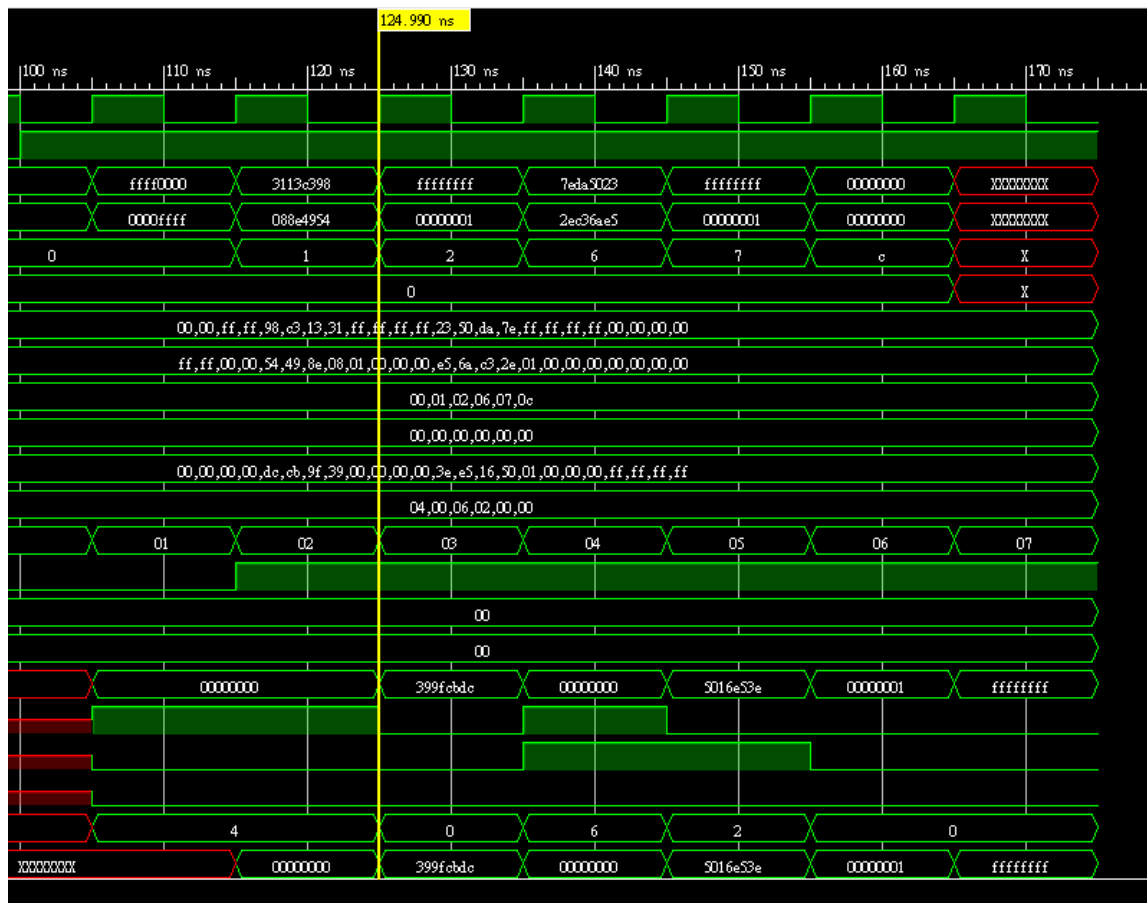 124.990 ns
100 ns 110 ns 120 ns 130 ns 140 ns 150 ns 160 ns 170 ns
ffff0000 3113c398 ffffffff 7eda5023 ffffffff 00000000 XXXXXXXX
0000ffff 088e4954 00000001 2ec36ae5 00000001 00000000 XXXXXXXX
0 1 2 6 7 c X
0 X
00,00,ff,ff,98,c3,13,31,ff,ff,ff,ff,23,50,da,7e,ff,ff,ff,ff,00,00,00,00
ff,ff,00,00,54,49,8e,08,01,00,00,00,e5,6a,c3,2e,01,00,00,00,00,00,00,00
00,01,02,06,07,0c
00,00,00,00,00,00
00,00,00,00,dc,cb,9f,39,00,00,00,00,3e,e5,16,50,01,00,00,00,ff,ff,ff,ff
04,00,06,02,00,00
01 02 03 04 05 06 07
00
00
00000000 399fcbdc 00000000 5016e53e 00000001 ffffffff
4 0 6 2 0
XXXXXXXX 00000000 399fcbdc 00000000 5016e53e 00000001 ffffffff